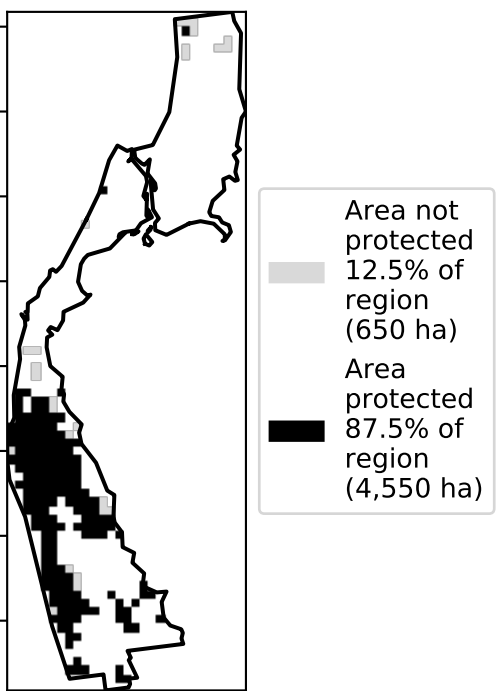 Area not
protected
12.5% of
region
(650 ha)
Area
protected
87.5% of
region
(4,550 ha)